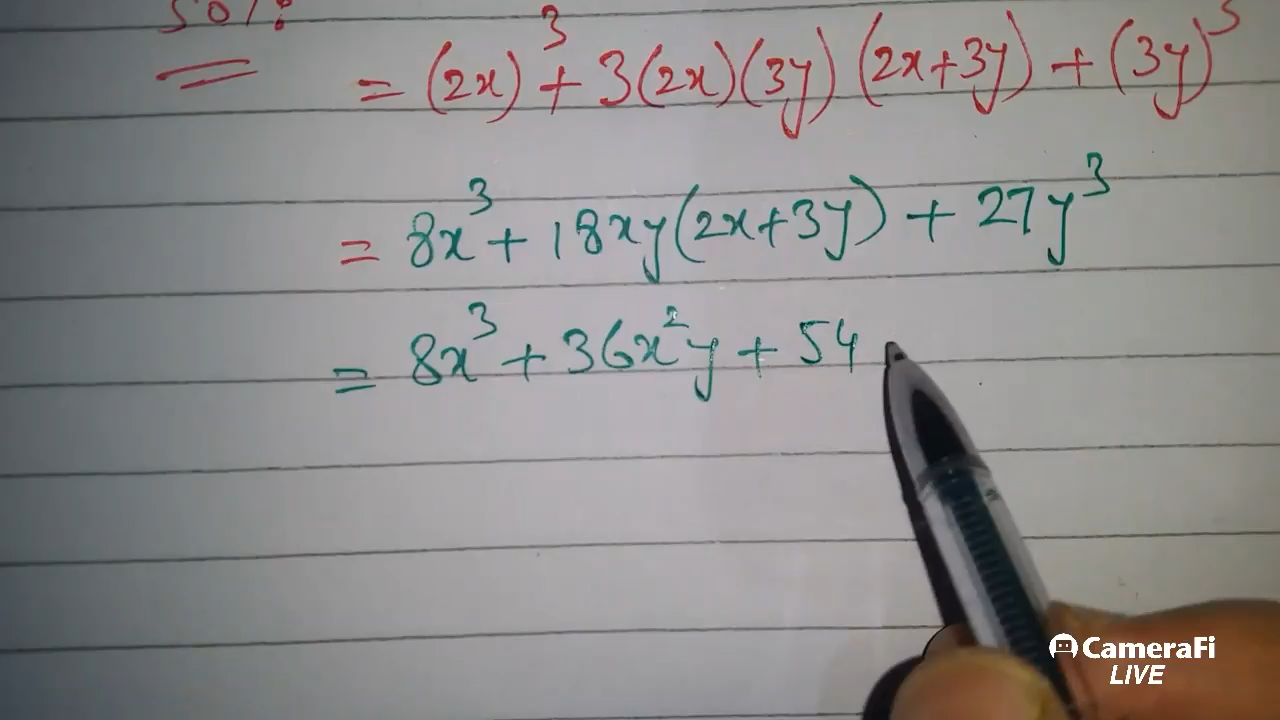 Sol:
= (2x)³ + 3(2x)(3y) (2x+3y) + (3y)³
= 8x³ + 18xy(2x+3y) + 27y³
= 8x³ + 36x²y + 54
CameraFi
LIVE